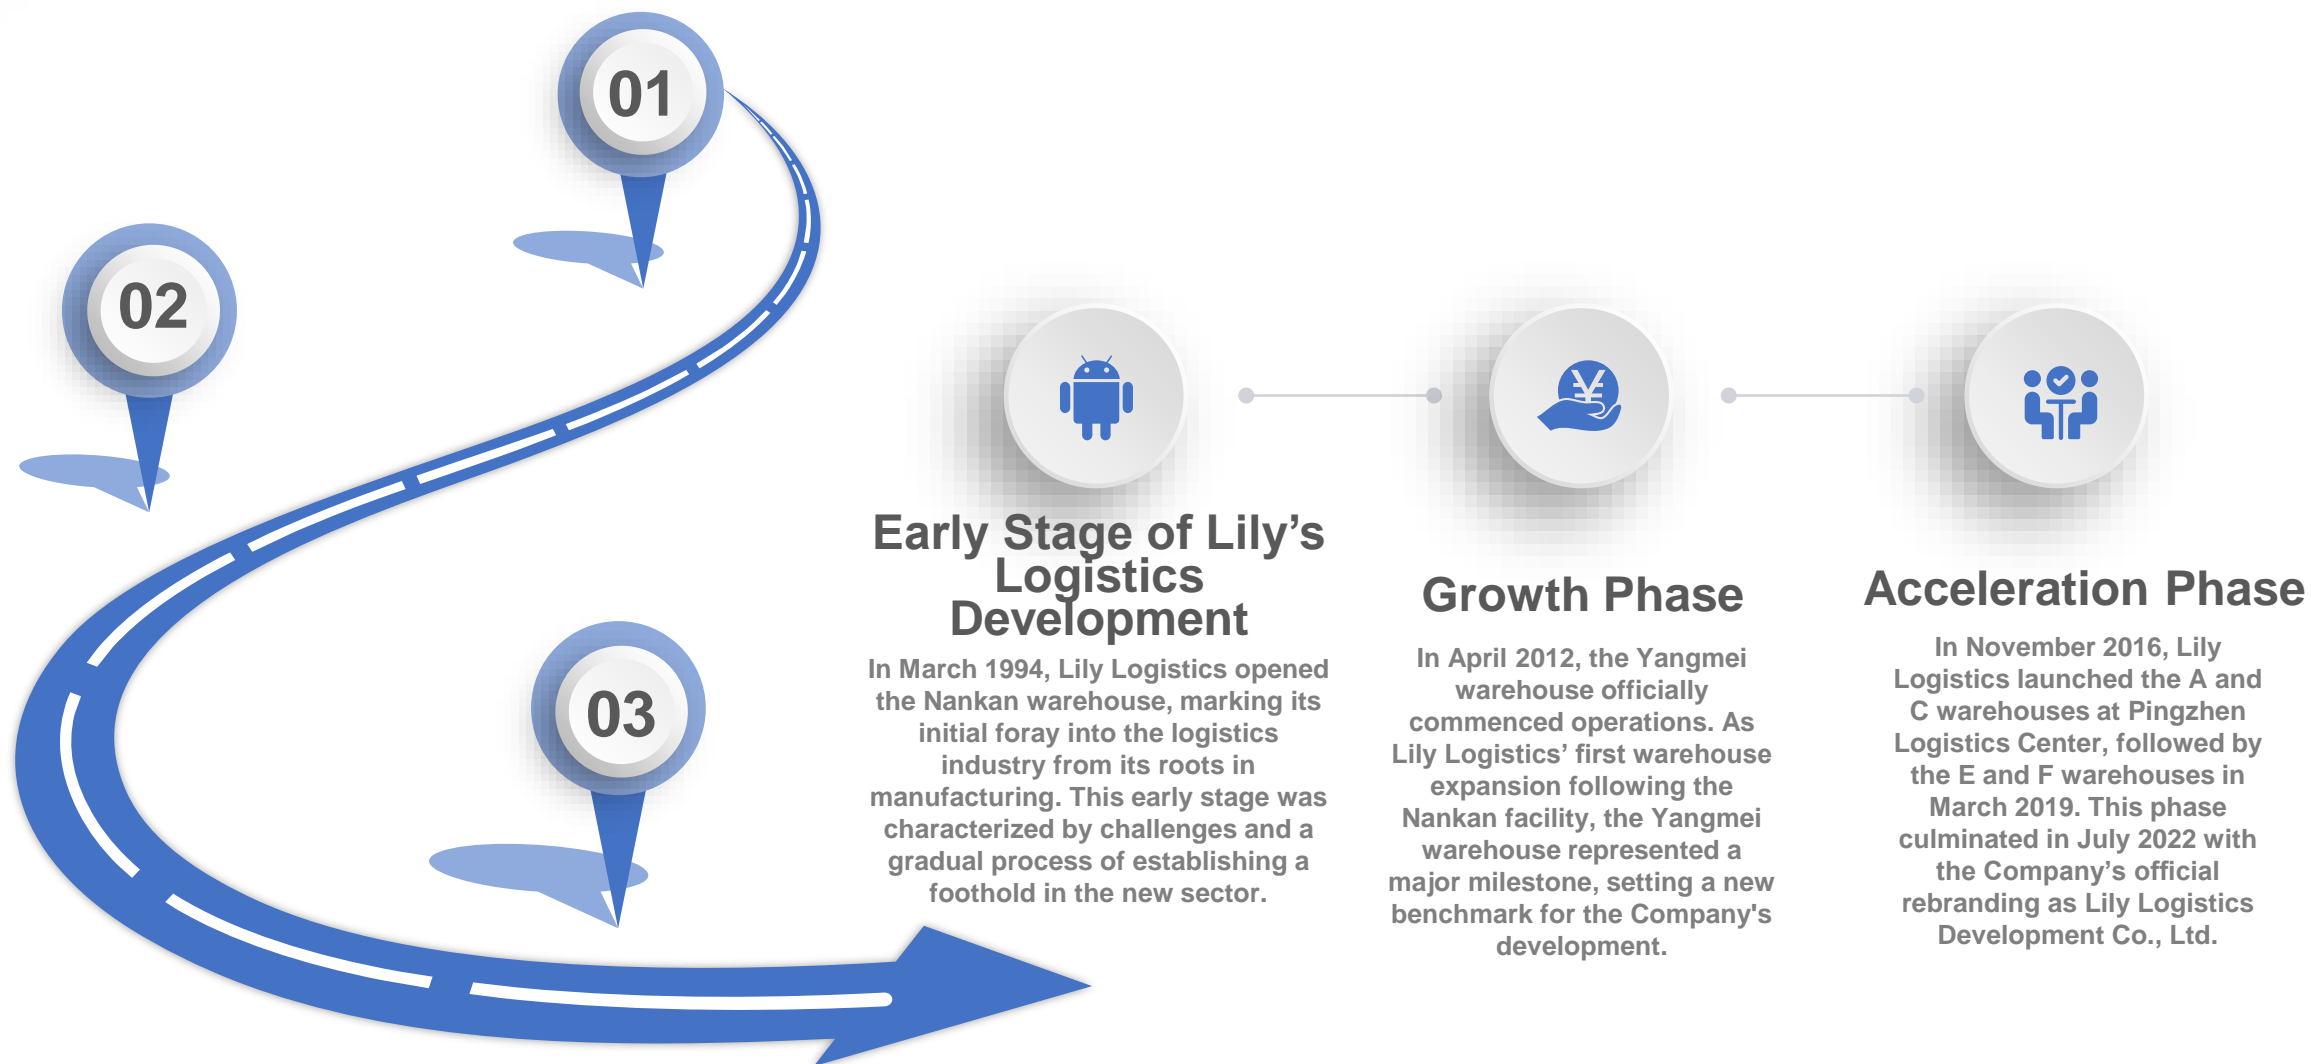 01
02
03
Early Stage of Lily’s
Logistics
Development
In March 1994, Lily Logistics opened
the Nankan warehouse, marking its
initial foray into the logistics
industry from its roots in
manufacturing. This early stage was
characterized by challenges and a
gradual process of establishing a
foothold in the new sector.
Growth Phase
In April 2012, the Yangmei
warehouse officially
commenced operations. As
Lily Logistics’ first warehouse
expansion following the
Nankan facility, the Yangmei
warehouse represented a
major milestone, setting a new
benchmark for the Company's
development.
Acceleration Phase
In November 2016, Lily
Logistics launched the A and
C warehouses at Pingzhen
Logistics Center, followed by
the E and F warehouses in
March 2019. This phase
culminated in July 2022 with
the Company’s official
rebranding as Lily Logistics
Development Co., Ltd.